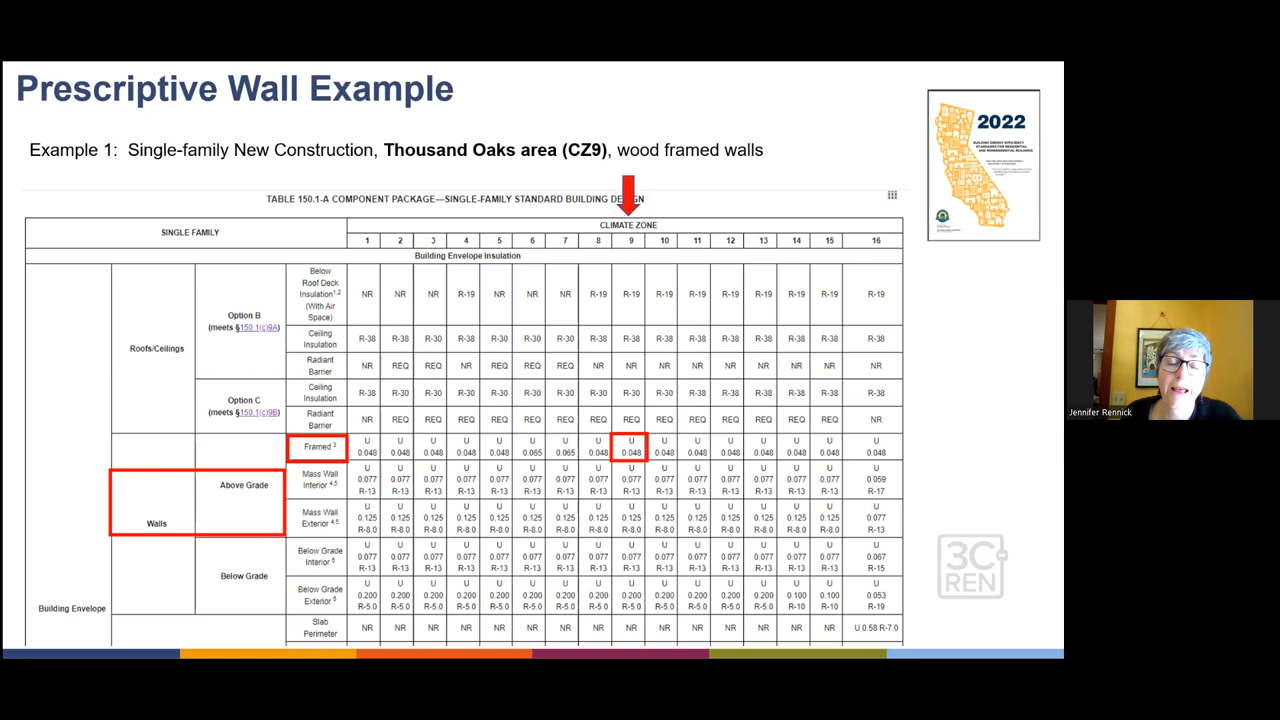 Prescriptive Wall Example
Example 1: Single-family New Construction, Thousand Oaks area (CZ9), wood framed walls
2022
BUILDING ENERGY EFFICIENCY
STANDARDS FOR RESIDENTIAL
AND NONRESIDENTIAL BUILDINGS
TABLE 150.1-A COMPONENT PACKAGE—SINGLE-FAMILY STANDARD BUILDING DE GN
SINGLE FAMILY
CLIMATE ZONE
1 2 3 4 5 6 7 8 9 10 11 12 13 14 15 16
Building Envelope Insulation
Building Envelope
Roofs/Ceilings
Option B
(meets §150.1(c)9A)
Below
Roof Deck
Insulation1,2
(With Air
Space)
NR NR NR R-19 NR NR NR R-19 R-19 R-19 R-19 R-19 R-19 R-19 R-19 R-19
Ceiling
Insulation
R-38 R-38 R-30 R-38 R-30 R-30 R-30 R-38 R-38 R-38 R-38 R-38 R-38 R-38 R-38 R-38
Radiant
Barrier
NR REQ REQ NR REQ REQ REQ NR NR NR NR NR NR NR NR NR
Option C
(meets §150.1(c)9B)
Ceiling
Insulation
R-38 R-30 R-30 R-30 R-30 R-30 R-30 R-30 R-30 R-30 R-38 R-38 R-38 R-38 R-38 R-38
Radiant
Barrier
NR REQ REQ REQ REQ REQ REQ REQ REQ REQ REQ REQ REQ REQ REQ NR
Walls
Above Grade
Framed 3
U U U U U U U U U U U U U U U U
0.048 0.048 0.048 0.048 0.048 0.065 0.065 0.048 0.048 0.048 0.048 0.048 0.048 0.048 0.048 0.048
Mass Wall
Interior 4,5
U U U U U U U U U U U U U U U U
0.077 0.077 0.077 0.077 0.077 0.077 0.077 0.077 0.077 0.077 0.077 0.077 0.077 0.077 0.077 0.059
R-13 R-13 R-13 R-13 R-13 R-13 R-13 R-13 R-13 R-13 R-13 R-13 R-13 R-13 R-13 R-17
Mass Wall
Exterior 4,5
U U U U U U U U U U U U U U U U
0.125 0.125 0.125 0.125 0.125 0.125 0.125 0.125 0.125 0.125 0.125 0.125 0.125 0.125 0.125 0.077
R-8.0 R-8.0 R-8.0 R-8.0 R-8.0 R-8.0 R-8.0 R-8.0 R-8.0 R-8.0 R-8.0 R-8.0 R-8.0 R-8.0 R-8.0 R-13
Below Grade
Below Grade
Interior 6
U U U U U U U U U U U U U U U U
0.077 0.077 0.077 0.077 0.077 0.077 0.077 0.077 0.077 0.077 0.077 0.077 0.077 0.077 0.077 0.067
R-13 R-13 R-13 R-13 R-13 R-13 R-13 R-13 R-13 R-13 R-13 R-13 R-13 R-13 R-13 R-15
Below Grade
Exterior 6
U U U U U U U U U U U U U U U U
0.200 0.200 0.200 0.200 0.200 0.200 0.200 0.200 0.200 0.200 0.200 0.200 0.200 0.100 0.100 0.053
R-5.0 R-5.0 R-5.0 R-5.0 R-5.0 R-5.0 R-5.0 R-5.0 R-5.0 R-5.0 R-5.0 R-5.0 R-5.0 R-10 R-10 R-19
Slab
Perimeter
NR NR NR NR NR NR NR NR NR NR NR NR NR NR NR U 0.58 R-7.0
3C
REN
Jennifer Rennick